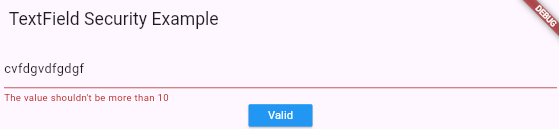 TextField Security Example
DEBUG
cvfdgvdfgdgf
The value shouldn't be more than 10
Valid